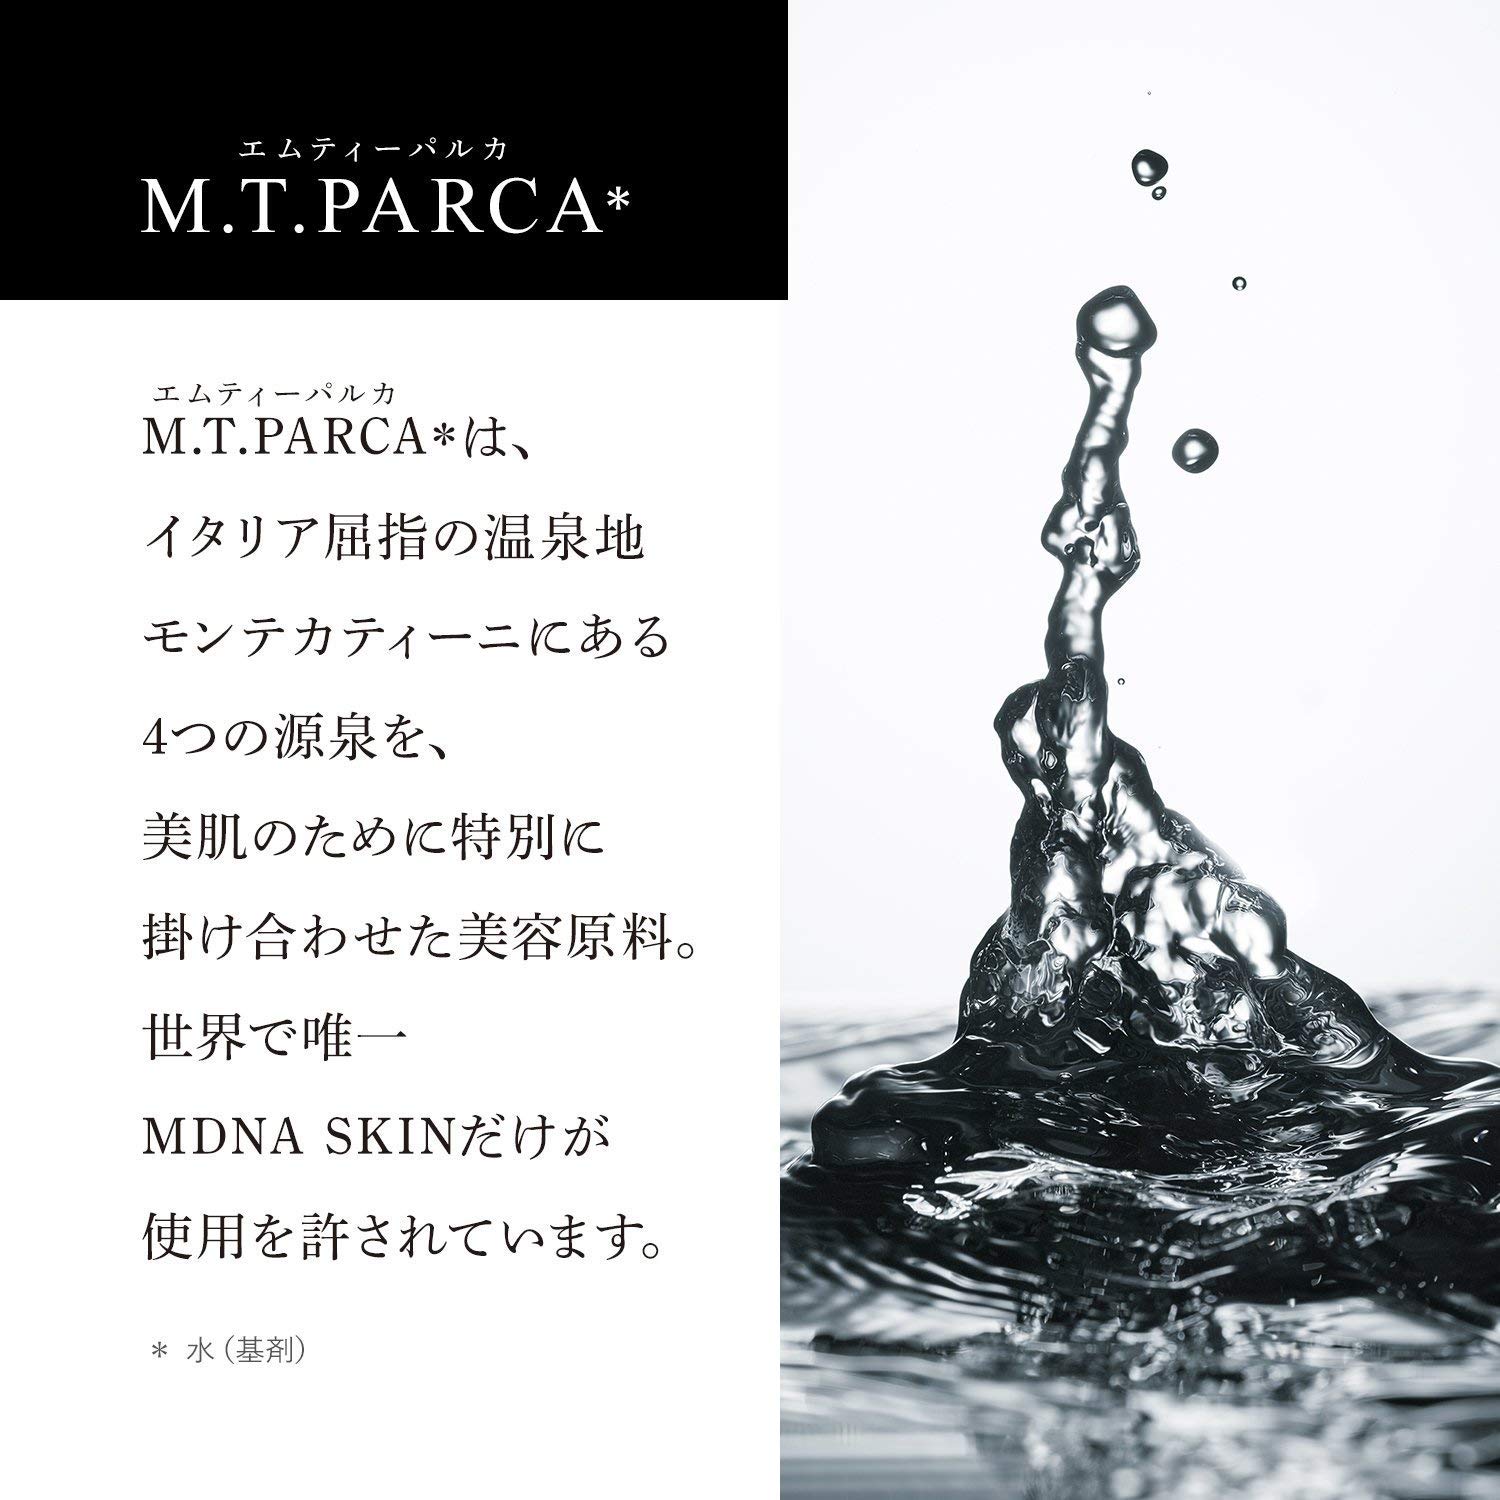 エムティーパルカ
M.T.PARCA*
エムティーパルカ
M.T.PARCA*は、
イタリア屈指の温泉地
モンテカティーニにある
4つの源泉を、
美肌のために特別に
掛け合わせた美容原料。
世界で唯一
MDNA SKINだけが
使用を許されています。
* 水（基剤）